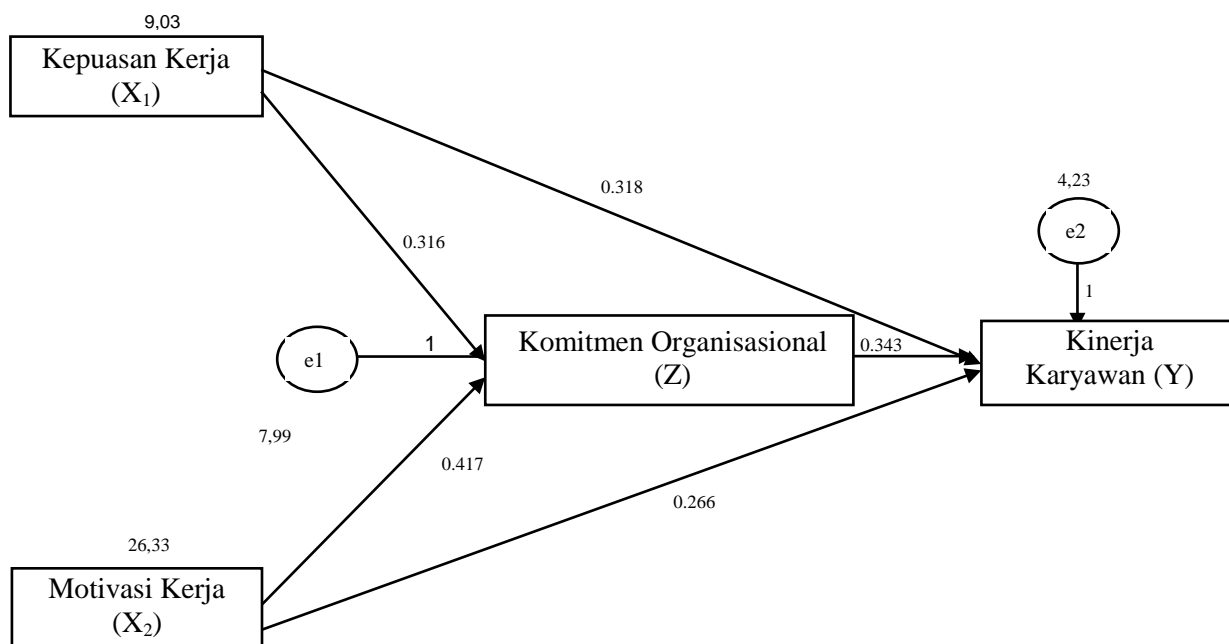 9,03
Kepuasan Kerja
(X₁)
0.318
4,23
e2
0.316
1
e1
1
Komitmen Organisasional
(Z)
0.343
Kinerja
Karyawan (Y)
7,99
0.417
0.266
26,33
Motivasi Kerja
(X₂)